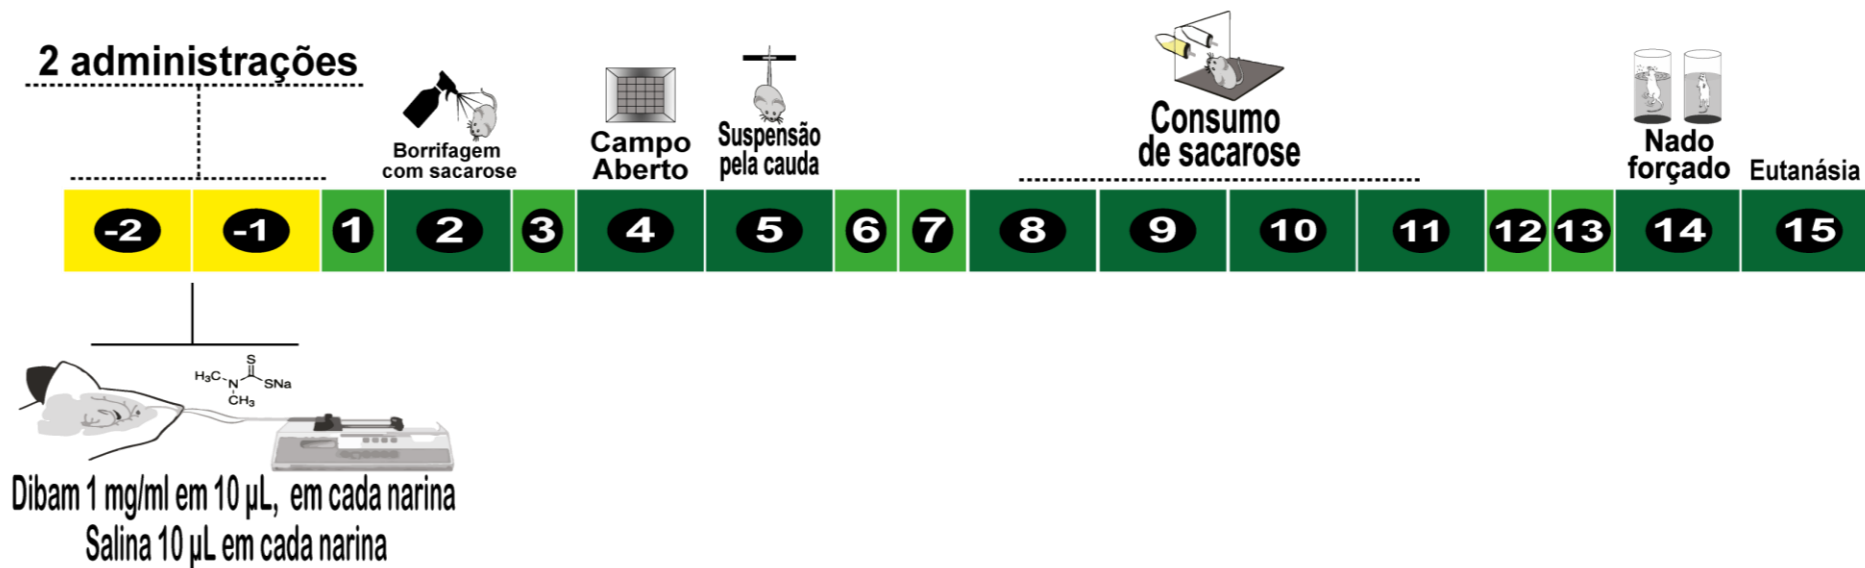 2 administrações
Borrifagem
com sacarose
Campo
Aberto
Suspensão
pela cauda
Consumo
de sacarose
Nado
forçado
Eutanásia
-2 -1 1 2 3 4 5 6 7 8 9 10 11 12 13 14 15
S
H₃C
N
SNa
CH₃
Dibam 1 mg/ml em 10 µL, em cada narina
Salina 10 µL em cada narina